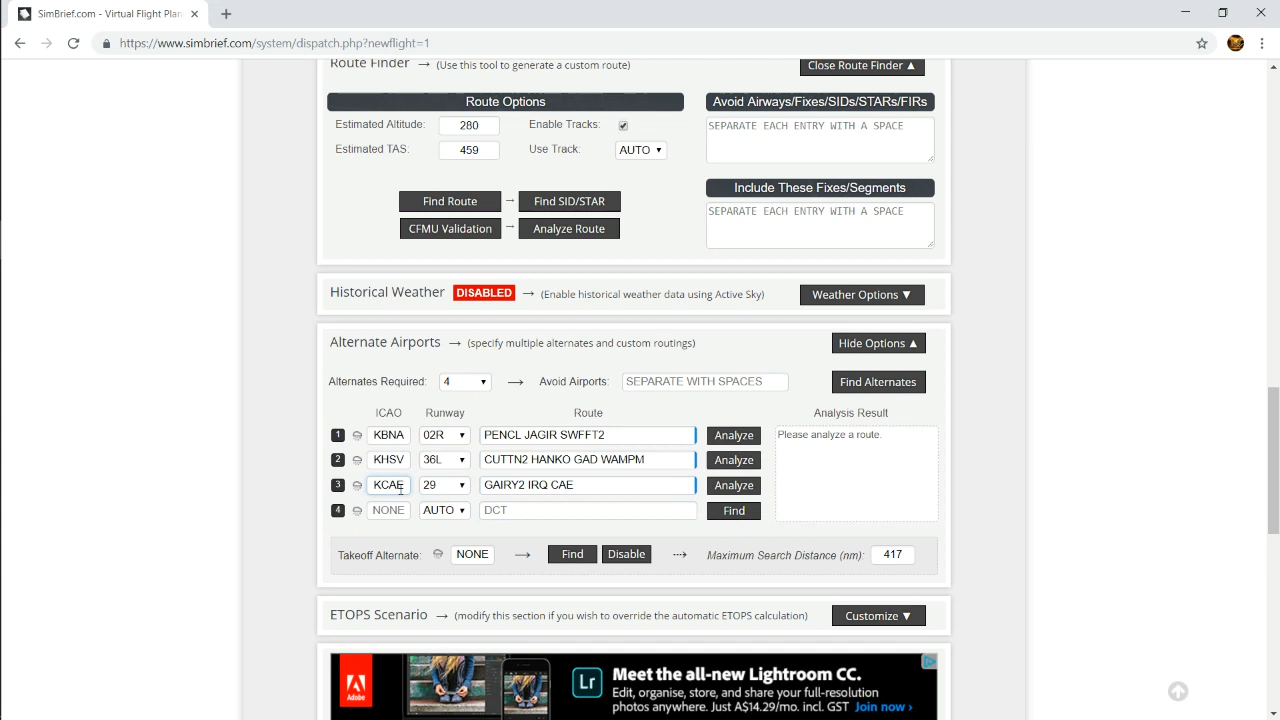 SimBrief.com - Virtual Flight Plan
https://www.simbrief.com/system/dispatch.php?newflight=1
Route Finder → (Use this tool to generate a custom route) Close Route Finder ▲
Route Options Avoid Airways/Fixes/SIDs/STARs/FIRs
Estimated Altitude: 280 Enable Tracks: SEPARATE EACH ENTRY WITH A SPACE
Estimated TAS: 459 Use Track: AUTO ▼
Include These Fixes/Segments
Find Route → Find SID/STAR SEPARATE EACH ENTRY WITH A SPACE
CFMU Validation → Analyze Route
Historical Weather DISABLED → (Enable historical weather data using Active Sky) Weather Options ▼
Alternate Airports → (specify multiple alternates and custom routings) Hide Options ▲
Alternates Required: 4 ▼ → Avoid Airports: SEPARATE WITH SPACES Find Alternates
ICAO Runway Route Analysis Result
1 KBNA 02R ▼ PENCL JAGIR SWFFT2 Analyze Please analyze a route.
2 KHSV 36L ▼ CUTTN2 HANKO GAD WAMPM Analyze
3 KCAE 29 ▼ GAIRY2 IRQ CAE Analyze
4 NONE AUTO ▼ DCT Find
Takeoff Alternate: NONE → Find Disable ⇢ Maximum Search Distance (nm): 417
ETOPS Scenario → (modify this section if you wish to override the automatic ETOPS calculation) Customize ▼
Adobe
Lr
Meet the all-new Lightroom CC.
Edit, organise, store, and share your full-resolution
photos anywhere. Just A$14.29/mo. incl. GST Join now ›